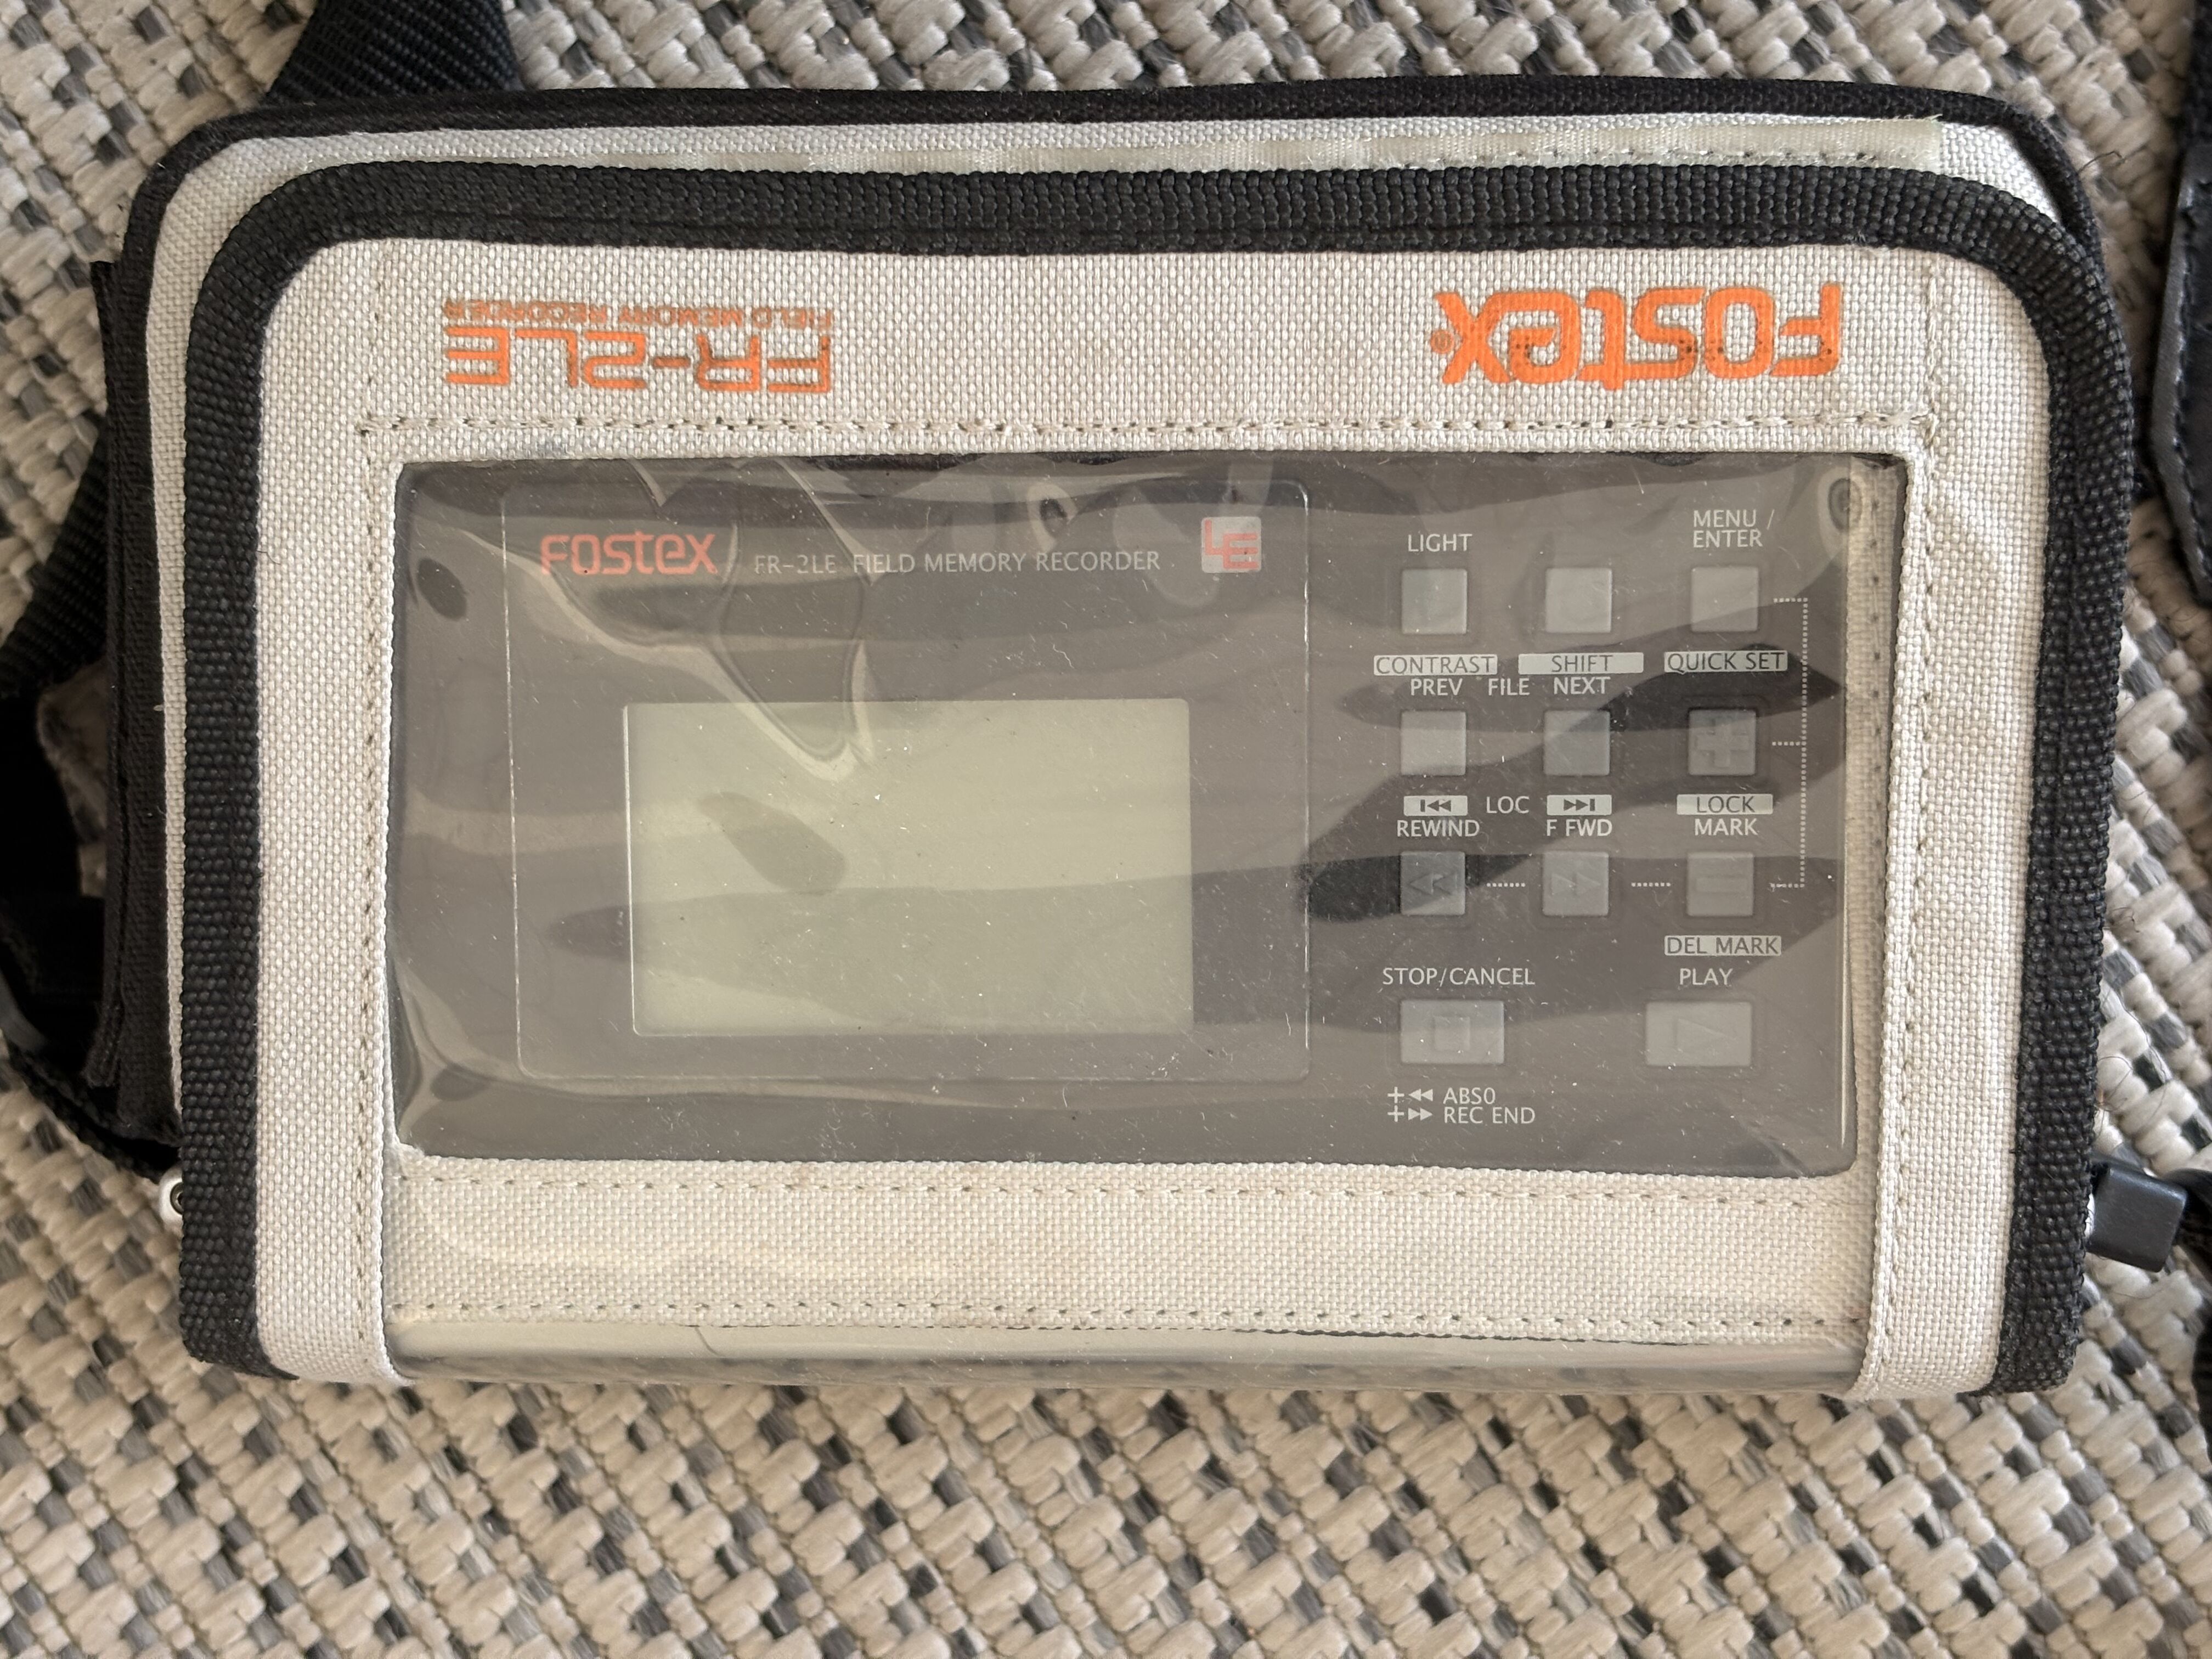 FIELD MEMORY RECORDER
FR-2LE
Fostex®
Fostex FR-2LE FIELD MEMORY RECORDER LE
LIGHT
MENU /
ENTER
CONTRAST SHIFT QUICK SET
PREV FILE NEXT
LOC LOCK
REWIND F FWD MARK
DEL MARK
STOP/CANCEL PLAY
+◀◀ ABS0
+▶▶ REC END